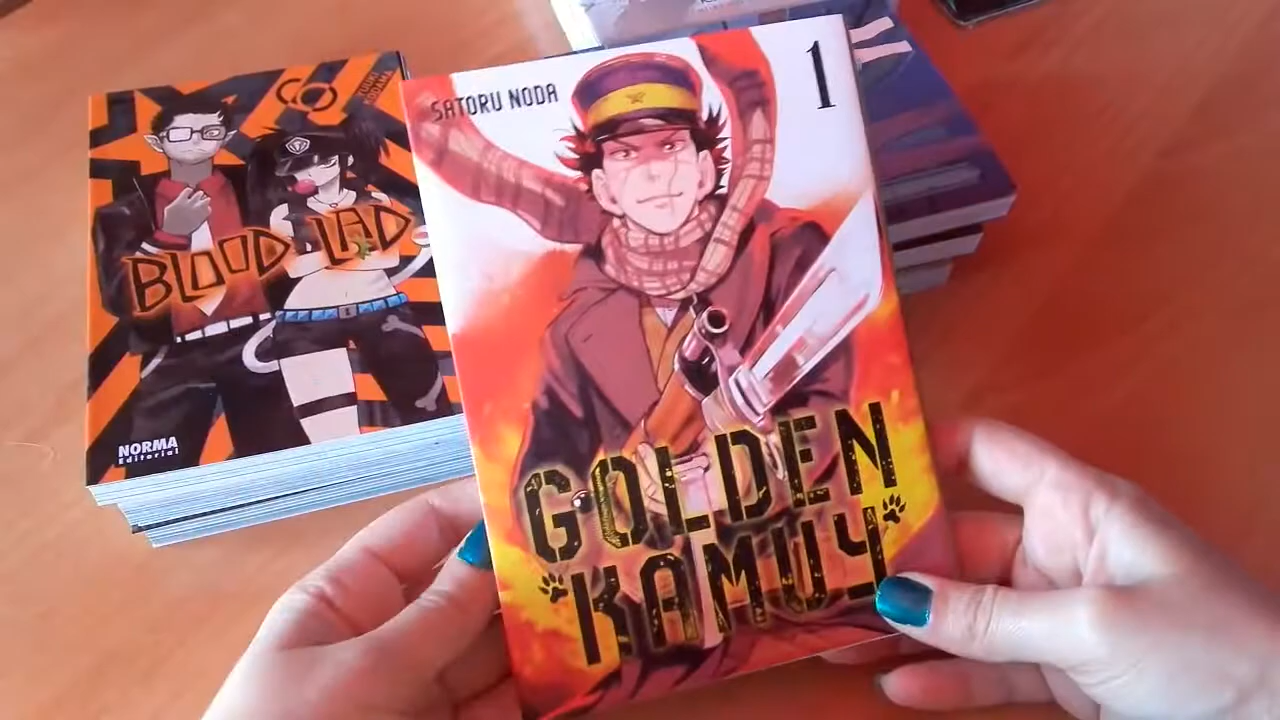 YUUKI
KODAMA
BLOOD LAD
NORMA
Editorial
SATORU NODA
1
GOLDEN
KAMUY